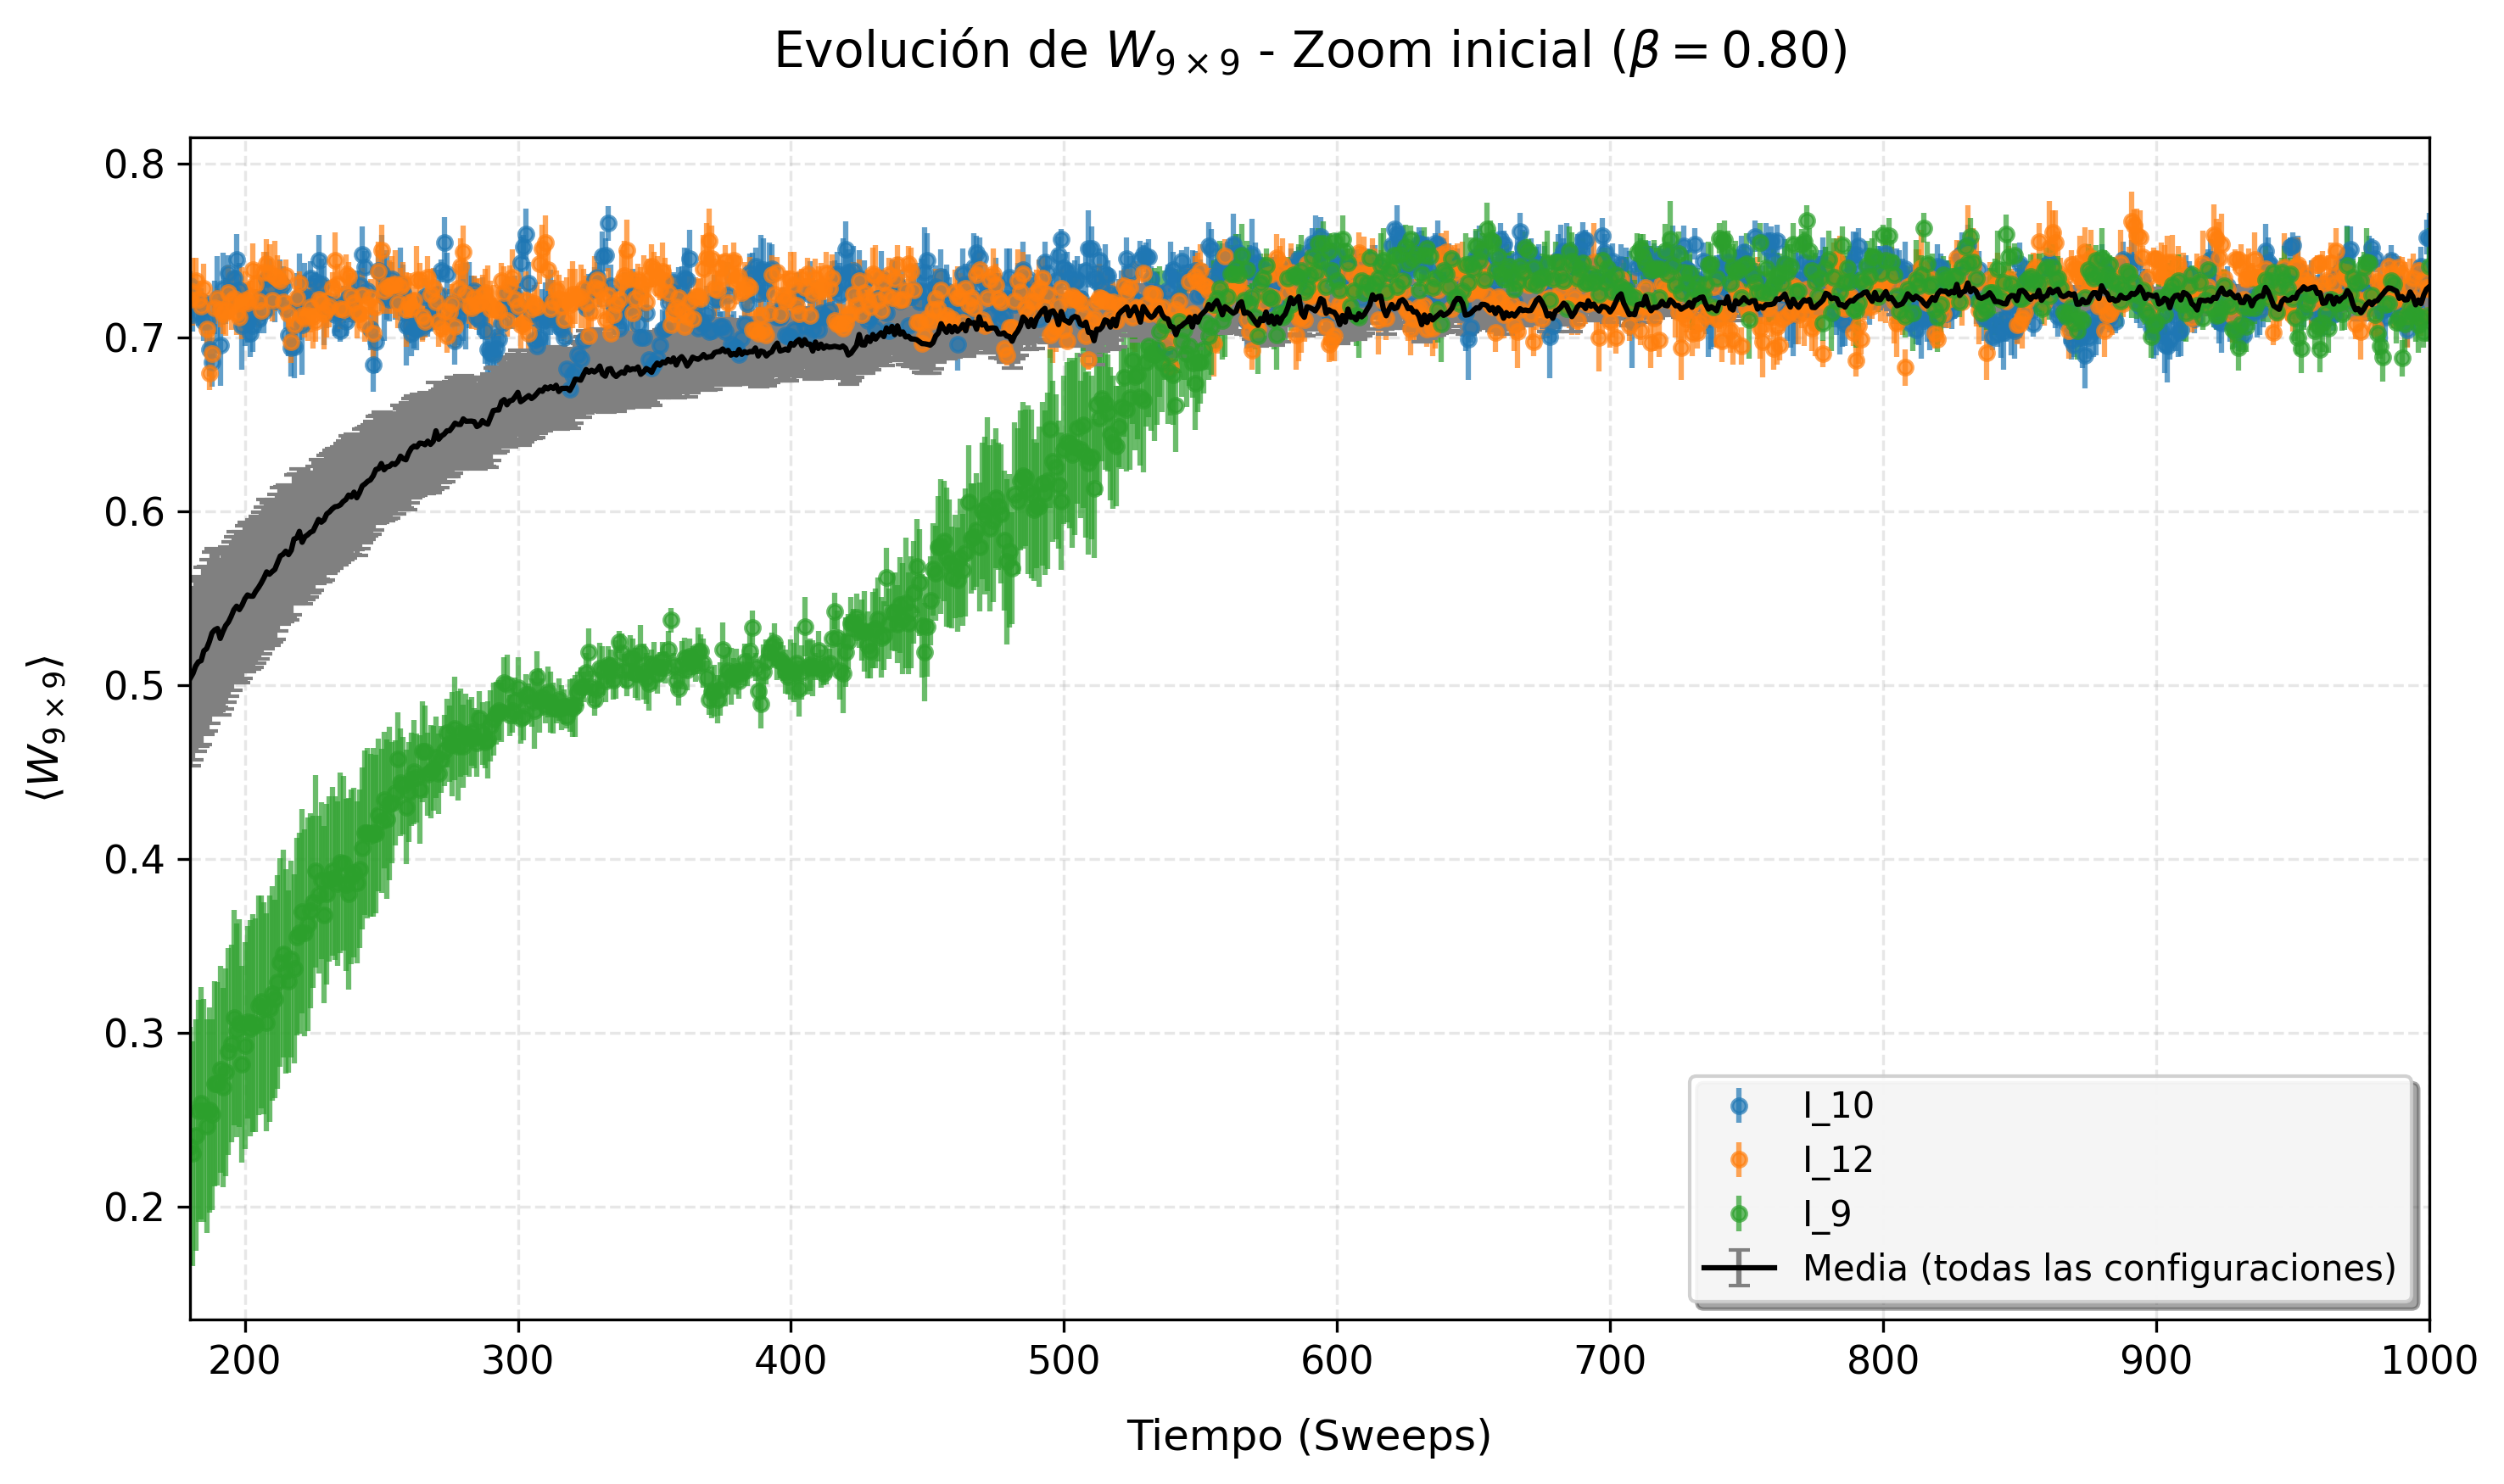 Evolución de W9×9 - Zoom inicial (β = 0.80)
0.8
0.7
0.6
0.5
0.4
0.3
0.2
⟨W9×9⟩
200 300 400 500 600 700 800 900 1000
Tiempo (Sweeps)
I_10
I_12
I_9
Media (todas las configuraciones)